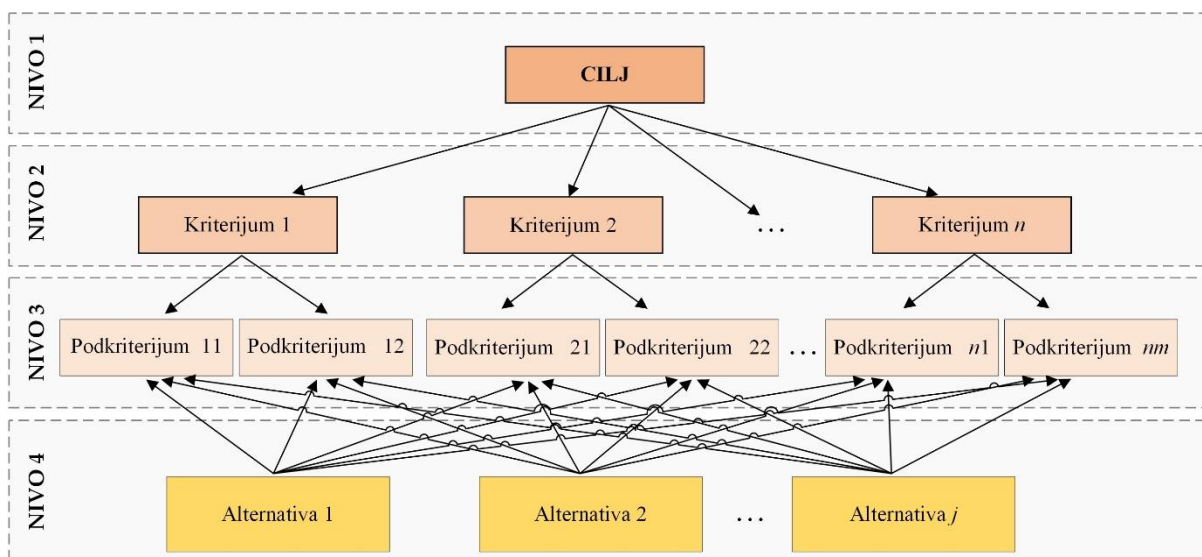 NIVO 1
CILJ
NIVO 2
Kriterijum 1
Kriterijum 2
...
Kriterijum n
NIVO 3
Podkriterijum 11
Podkriterijum 12
Podkriterijum 21
Podkriterijum 22
...
Podkriterijum n1
Podkriterijum nm
NIVO 4
Alternativa 1
Alternativa 2
...
Alternativa j